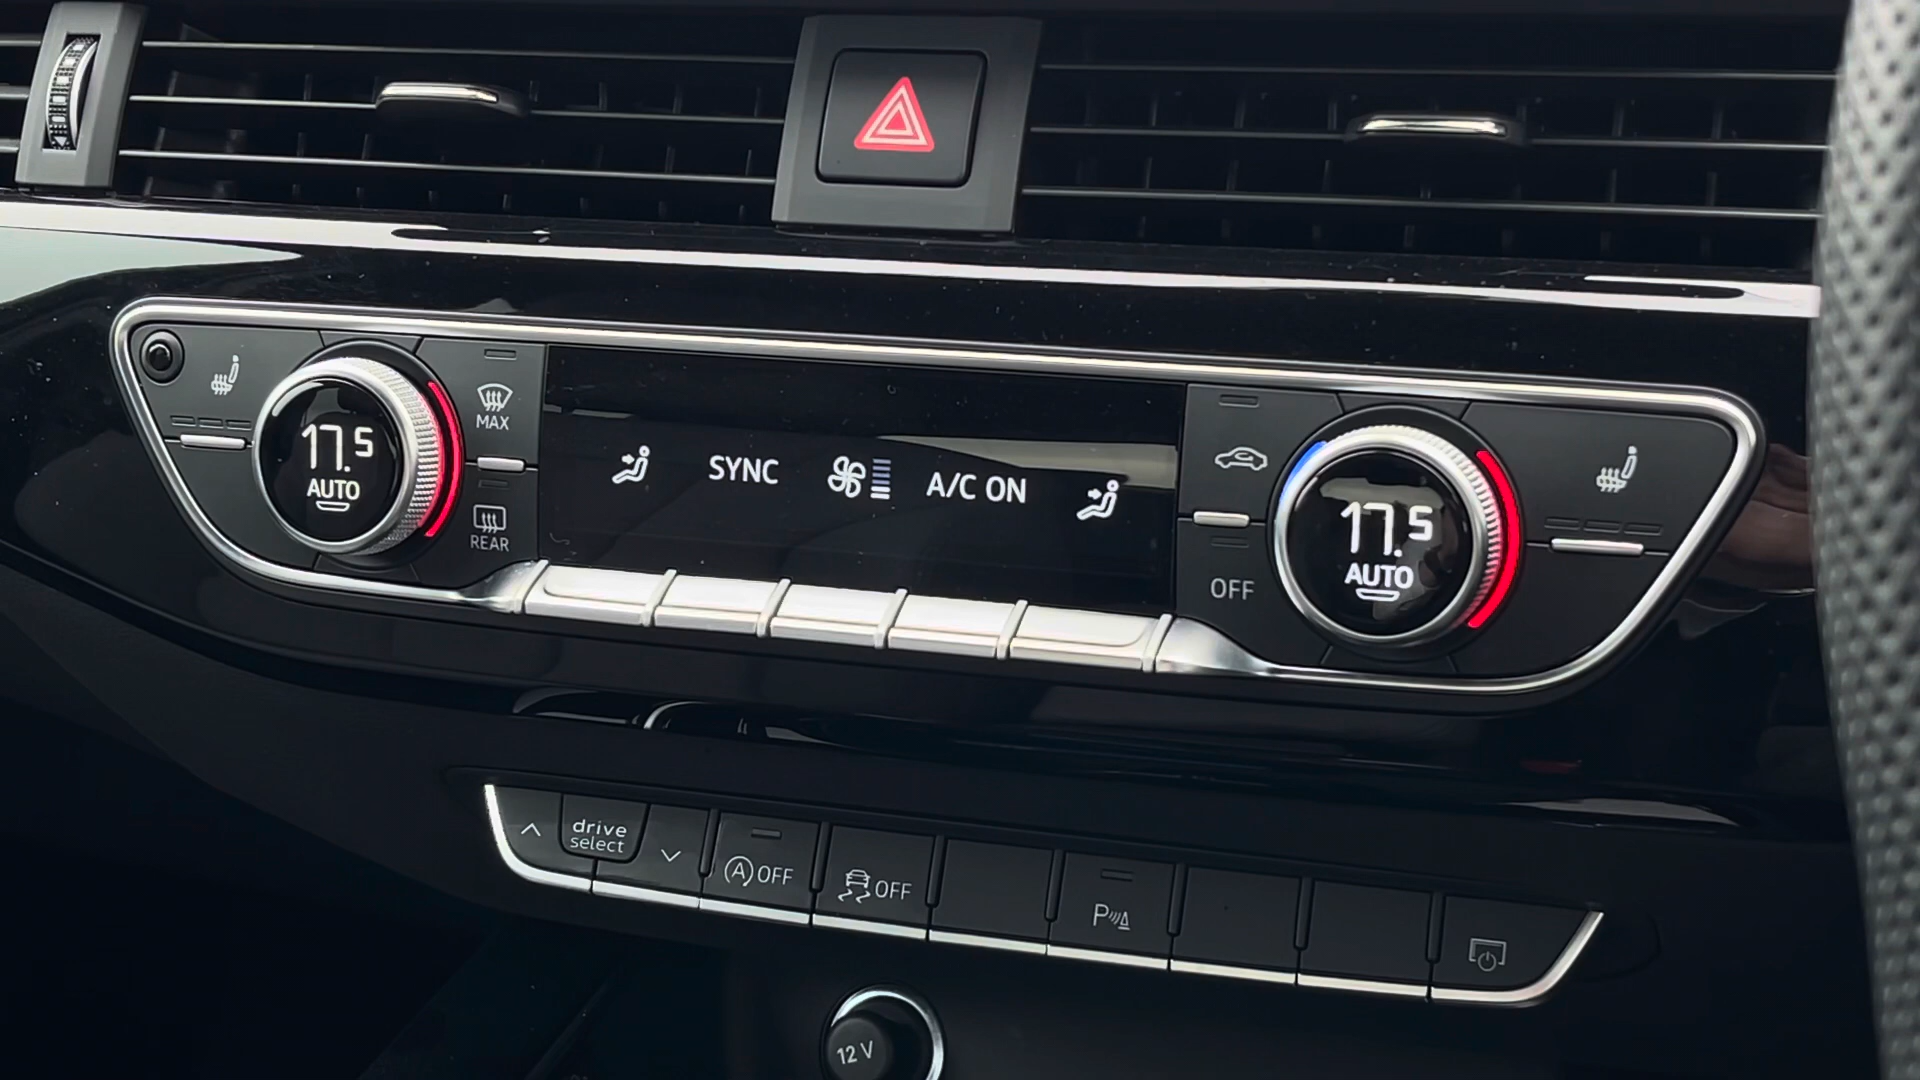 17.5
AUTO
MAX
REAR
SYNC
A/C ON
OFF
17.5
AUTO
drive
select
A OFF
OFF
P
12 V